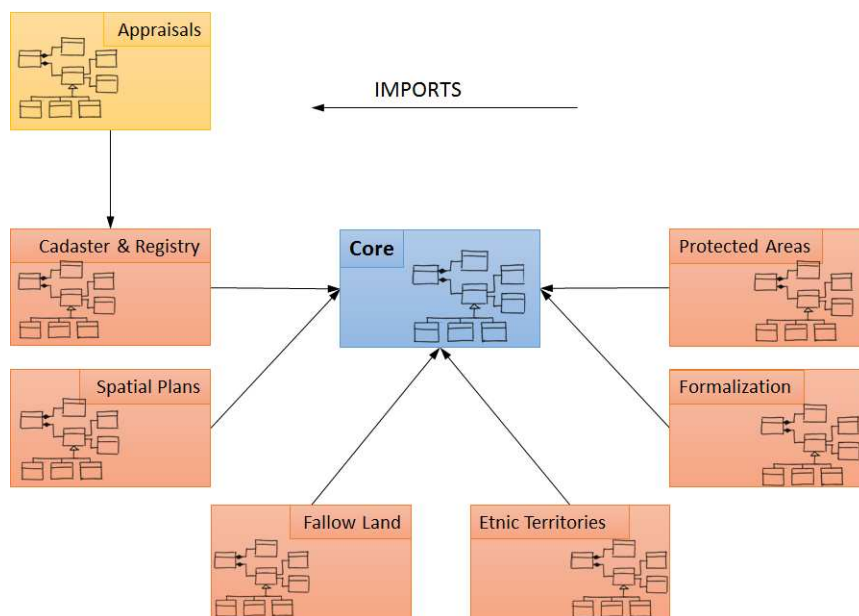 Appraisals
IMPORTS
Cadaster & Registry
Core
Protected Areas
Spatial Plans
Formalization
Fallow Land
Etnic Territories